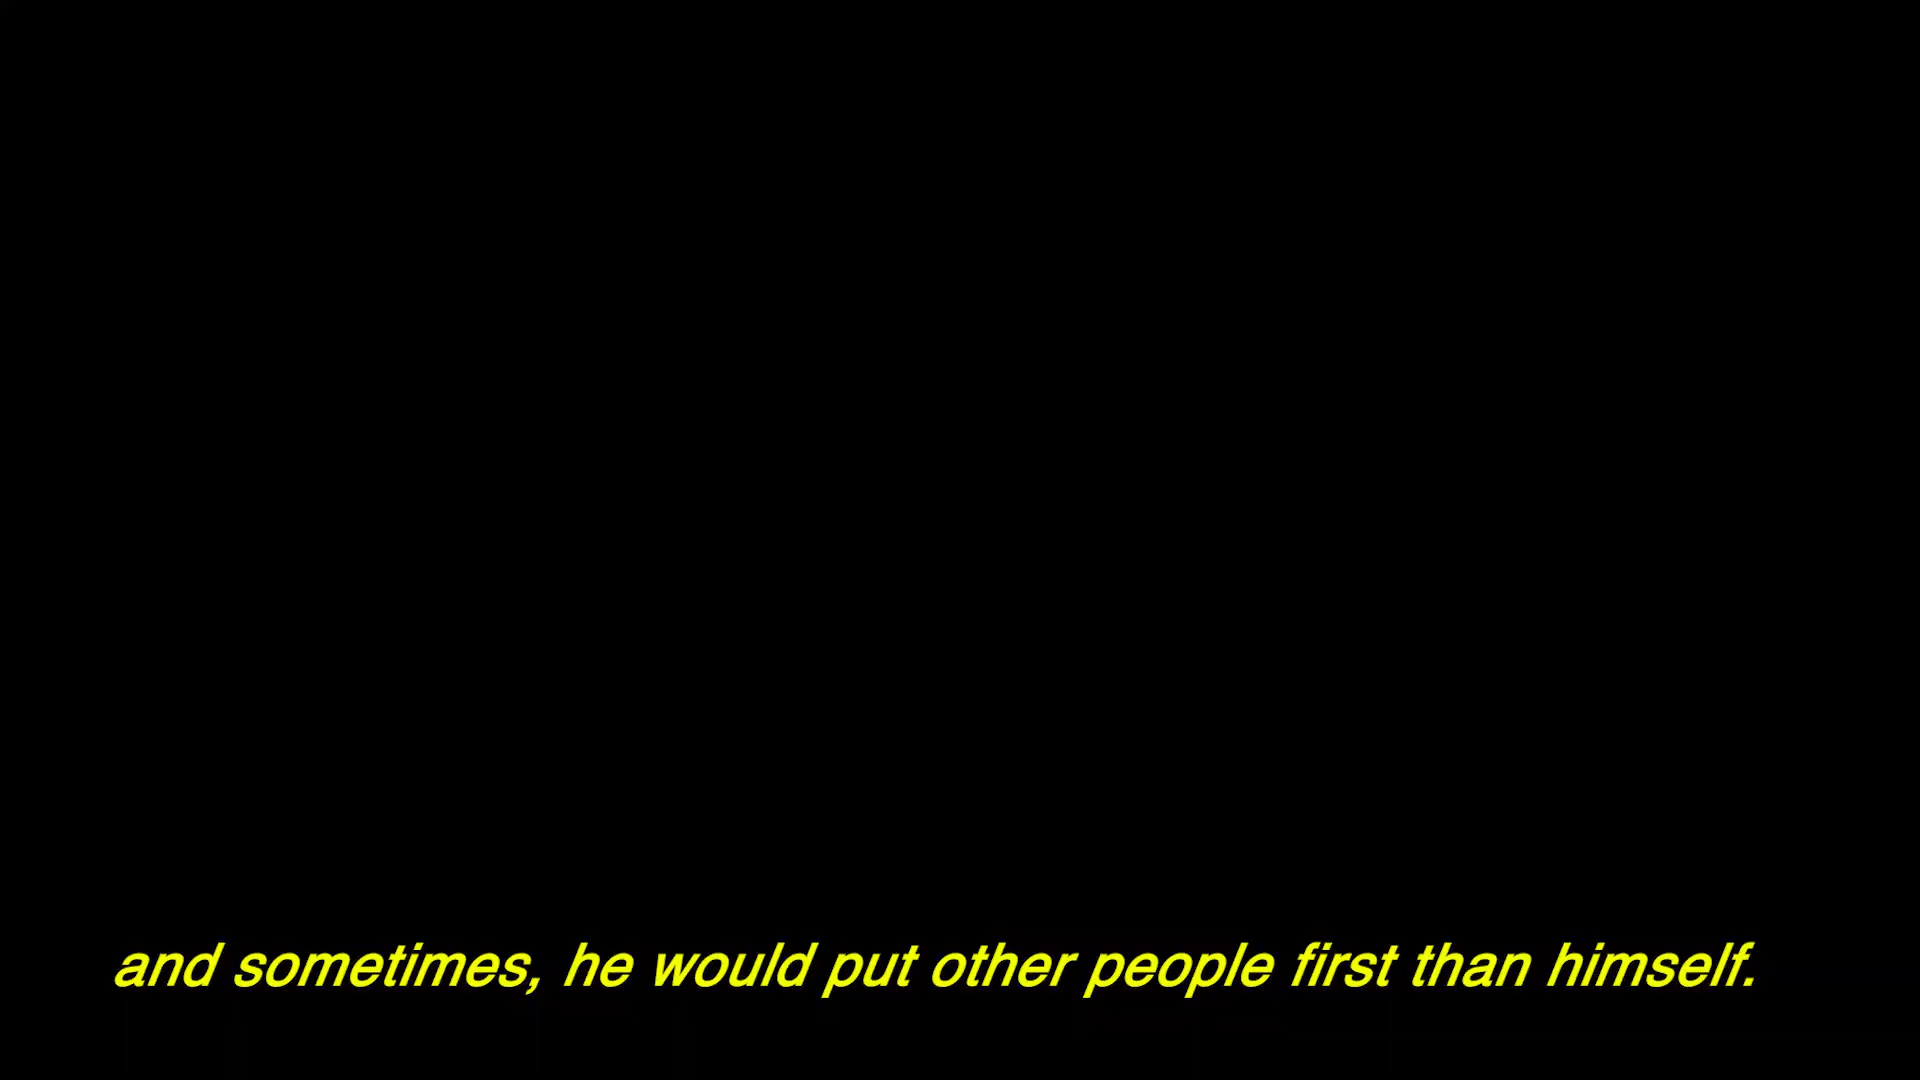 and sometimes, he would put other people first than himself.